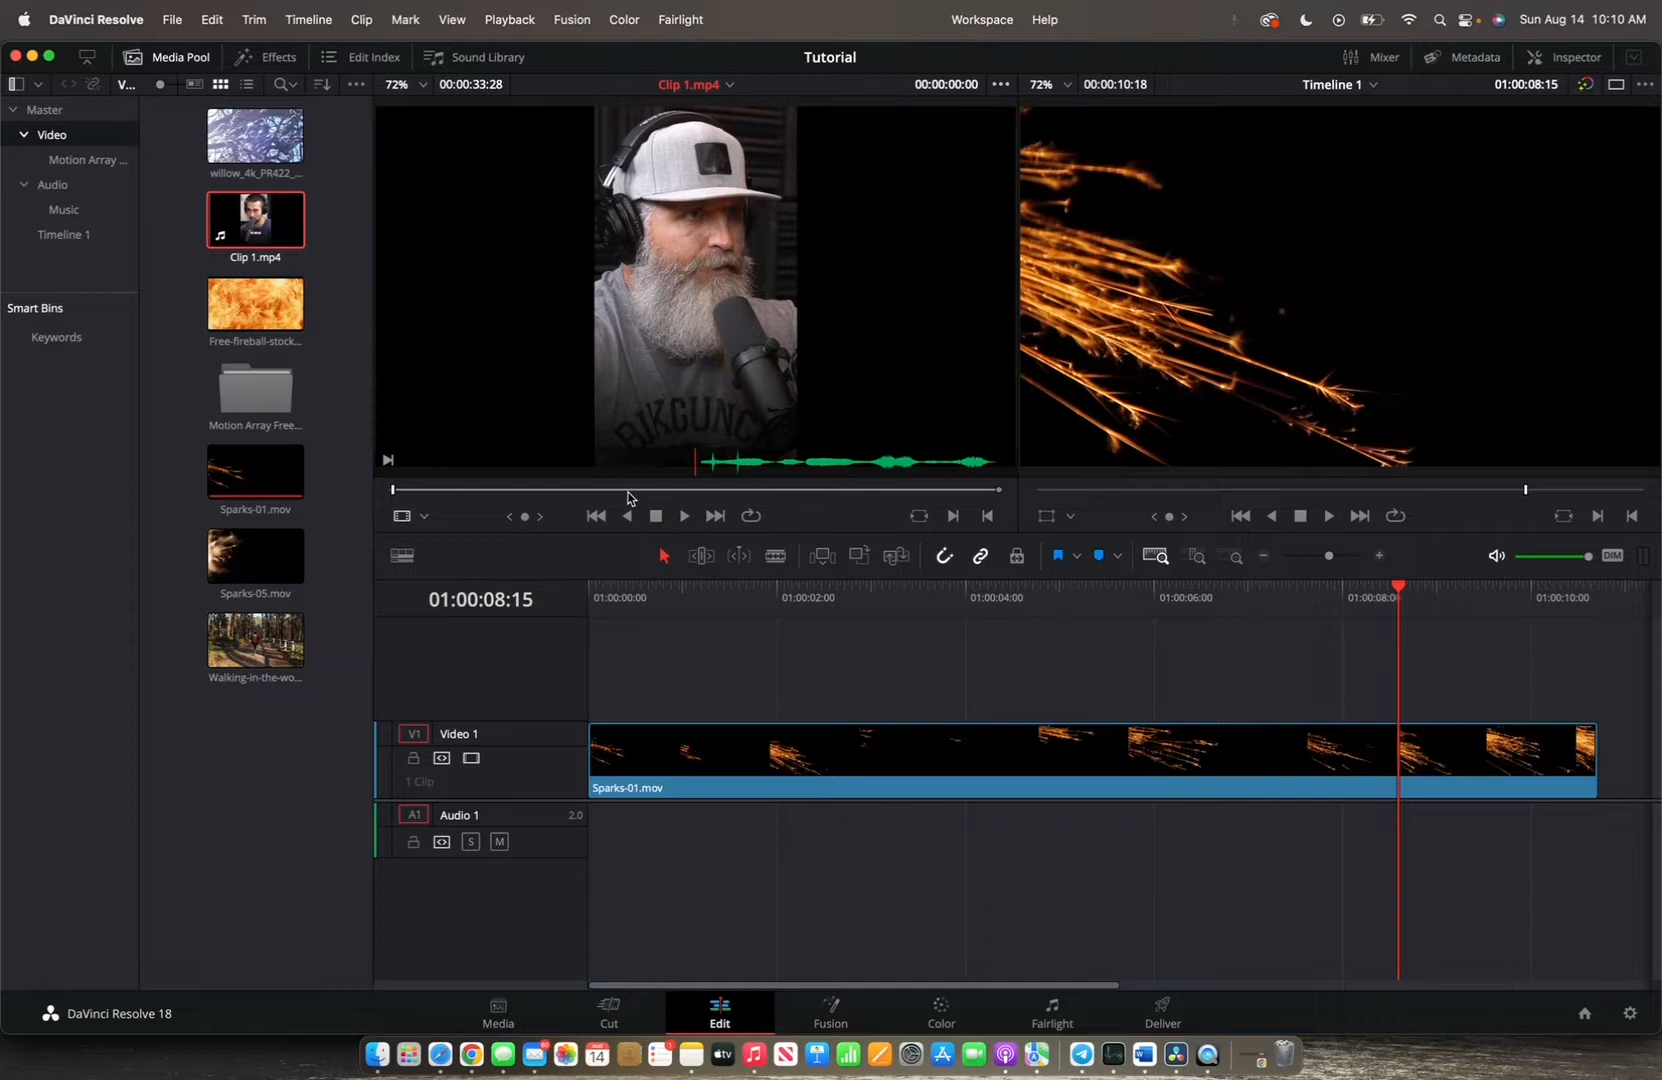 DaVinci Resolve File Edit Trim Timeline Clip Mark View Playback Fusion Color Fairlight Workspace Help Sun Aug 14 10:10 AM
Media Pool Effects Edit Index Sound Library Tutorial Mixer Metadata Inspector
V... 72% 00:00:33:28 Clip 1.mp4 00:00:00:00 72% 00:00:10:18 Timeline 1 01:00:08:15
Master
Video
Motion Array ...
Audio
Music
Timeline 1
Smart Bins
Keywords
willow_4k_PR422_...
Clip 1.mp4
Free-fireball-stock...
Motion Array Free...
Sparks-01.mov
Sparks-05.mov
Walking-in-the-wo...
DIM
01:00:08:15
01:00:00:00 01:00:02:00 01:00:04:00 01:00:06:00 01:00:08:00 01:00:10:00
V1 Video 1
1 Clip
Sparks-01.mov
A1 Audio 1 2.0
S M
DaVinci Resolve 18
Media Cut Edit Fusion Color Fairlight Deliver
14
tv